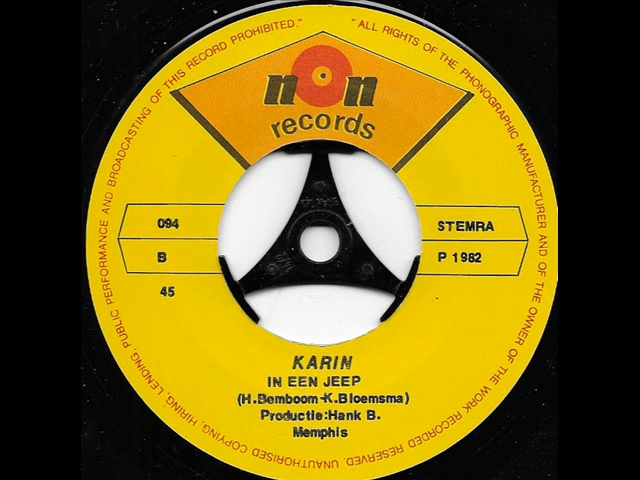 "ALL RIGHTS OF THE PHONOGRAPHIC MANUFACTURER AND OF THE OWNER OF THE WORK RECORDED RESERVED. UNAUTHORISED COPYING, HIRING, LENDING, PUBLIC PERFORMANCE AND BROADCASTING OF THIS RECORD PROHIBITED."
non
records
094
STEMRA
B
P 1982
45
KARIN
IN EEN JEEP
(H.Bemboom-K.Bloemsma)
Productie:Hank B.
Memphis